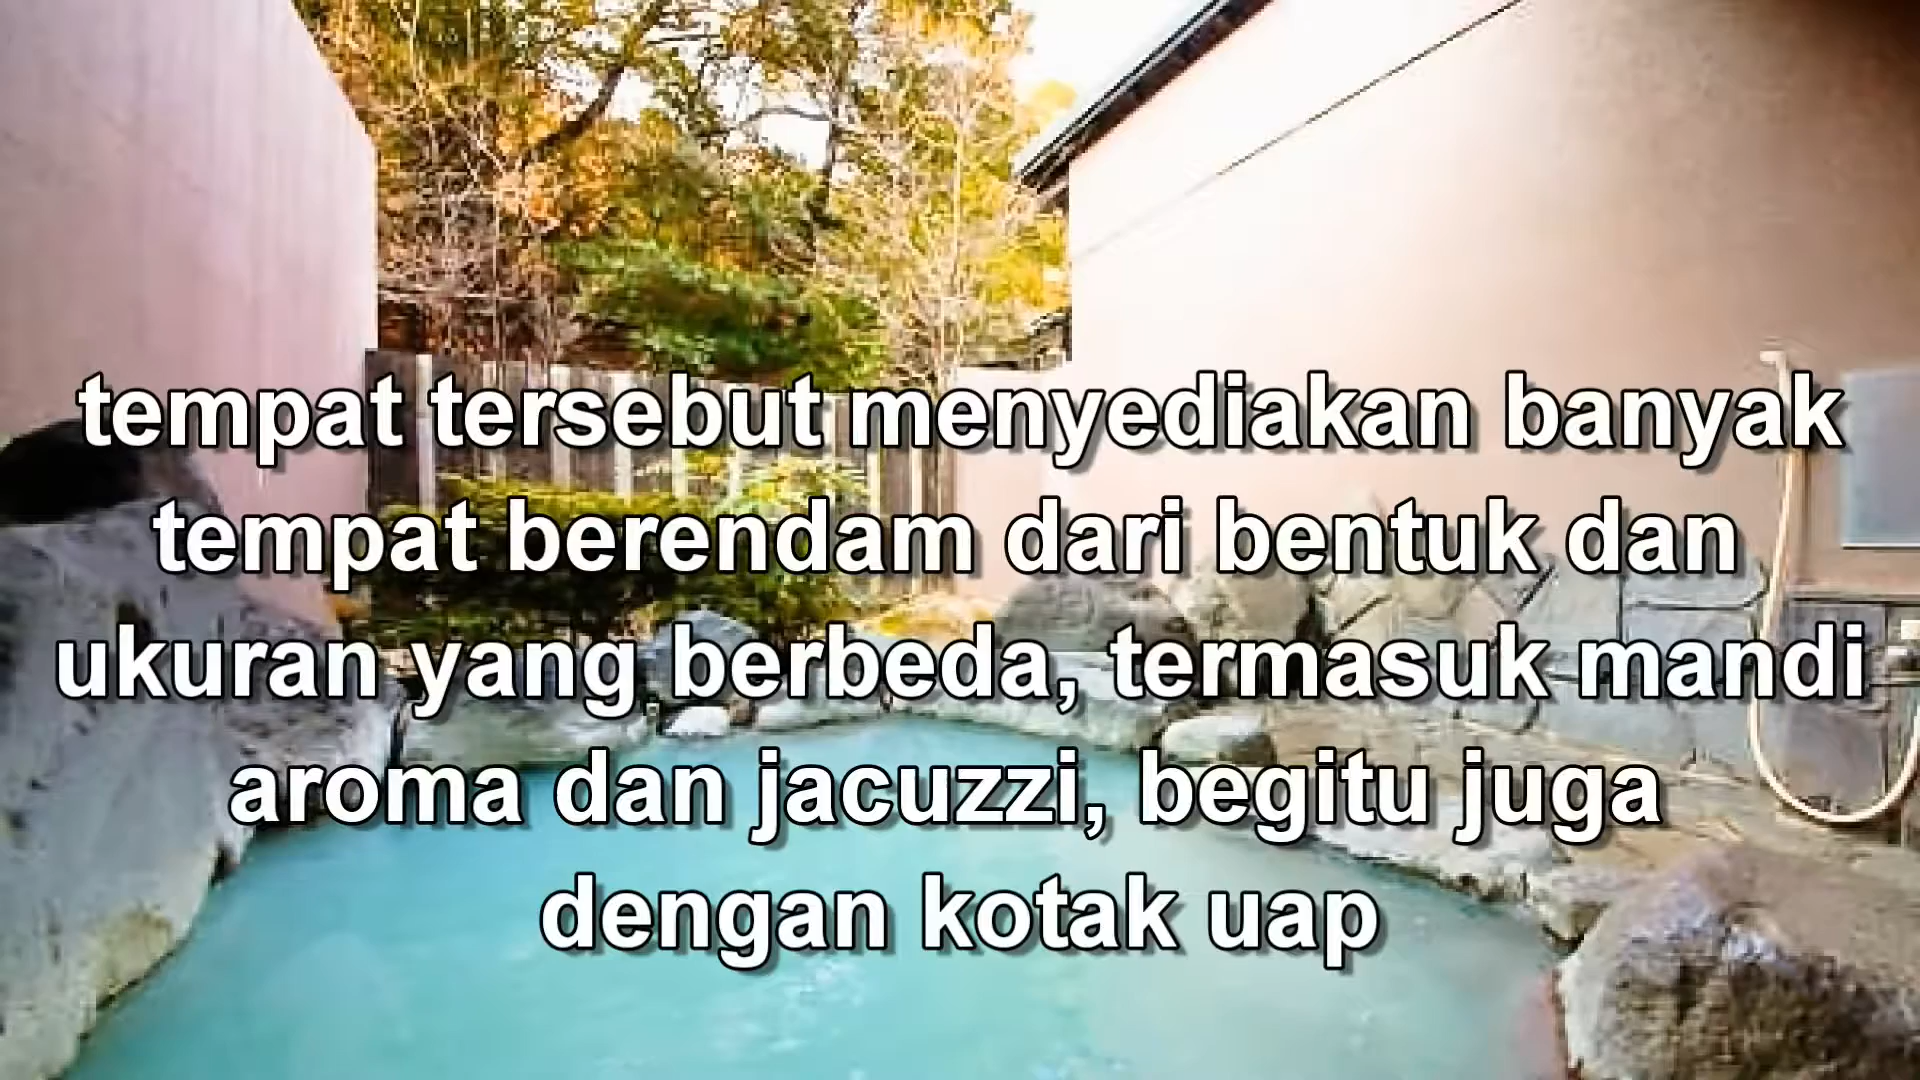 tempat tersebut menyediakan banyak
tempat berendam dari bentuk dan
ukuran yang berbeda, termasuk mandi
aroma dan jacuzzi, begitu juga
dengan kotak uap